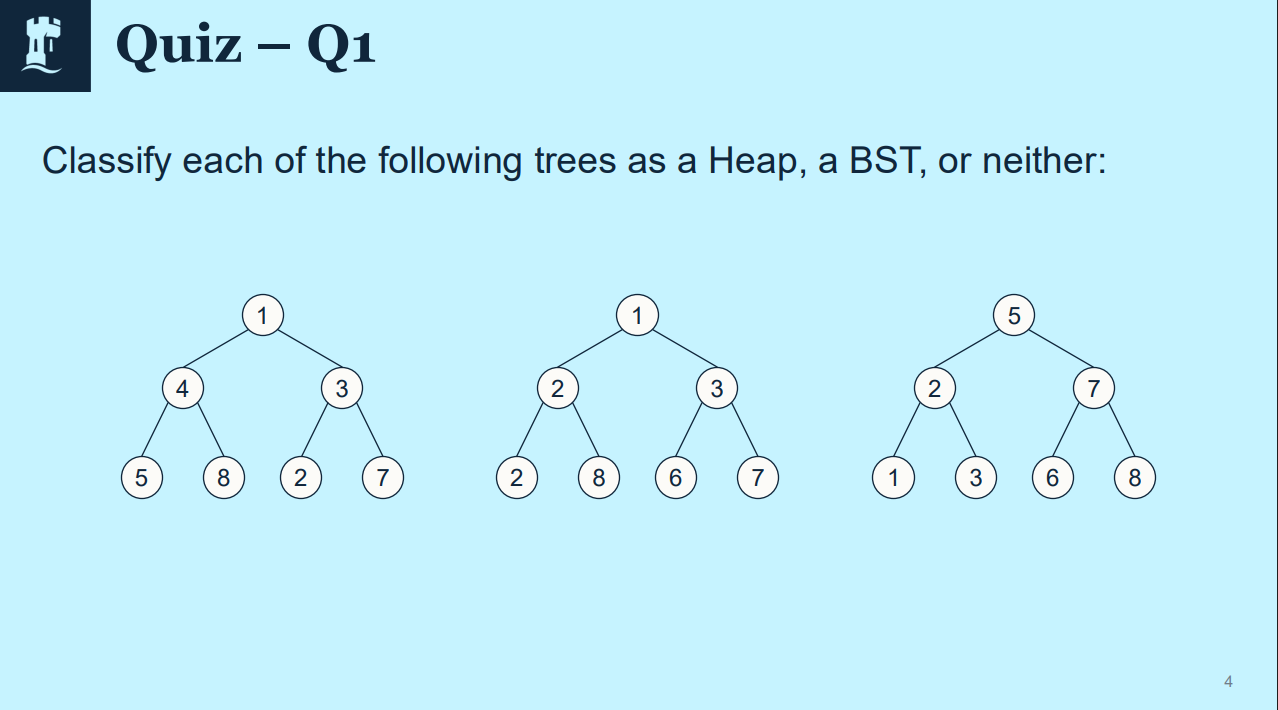 Quiz – Q1
Classify each of the following trees as a Heap, a BST, or neither:
1
4 3
5 8 2 7
1
2 3
2 8 6 7
5
2 7
1 3 6 8
4